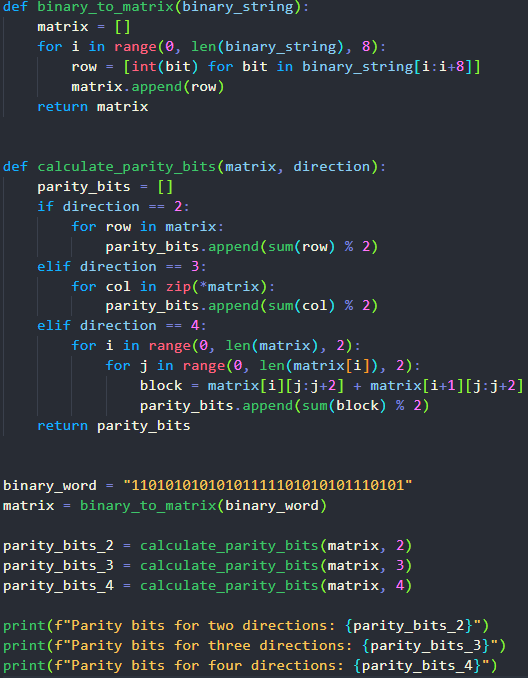 def binary_to_matrix(binary_string):
    matrix = []
    for i in range(0, len(binary_string), 8):
        row = [int(bit) for bit in binary_string[i:i+8]]
        matrix.append(row)
    return matrix
def calculate_parity_bits(matrix, direction):
    parity_bits = []
    if direction == 2:
        for row in matrix:
            parity_bits.append(sum(row) % 2)
    elif direction == 3:
        for col in zip(*matrix):
            parity_bits.append(sum(col) % 2)
    elif direction == 4:
        for i in range(0, len(matrix), 2):
            for j in range(0, len(matrix[i]), 2):
                block = matrix[i][j:j+2] + matrix[i+1][j:j+2]
                parity_bits.append(sum(block) % 2)
    return parity_bits
binary_word = "11010101010101111101010101110101"
matrix = binary_to_matrix(binary_word)
parity_bits_2 = calculate_parity_bits(matrix, 2)
parity_bits_3 = calculate_parity_bits(matrix, 3)
parity_bits_4 = calculate_parity_bits(matrix, 4)
print(f"Parity bits for two directions: {parity_bits_2}")
print(f"Parity bits for three directions: {parity_bits_3}")
print(f"Parity bits for four directions: {parity_bits_4}")